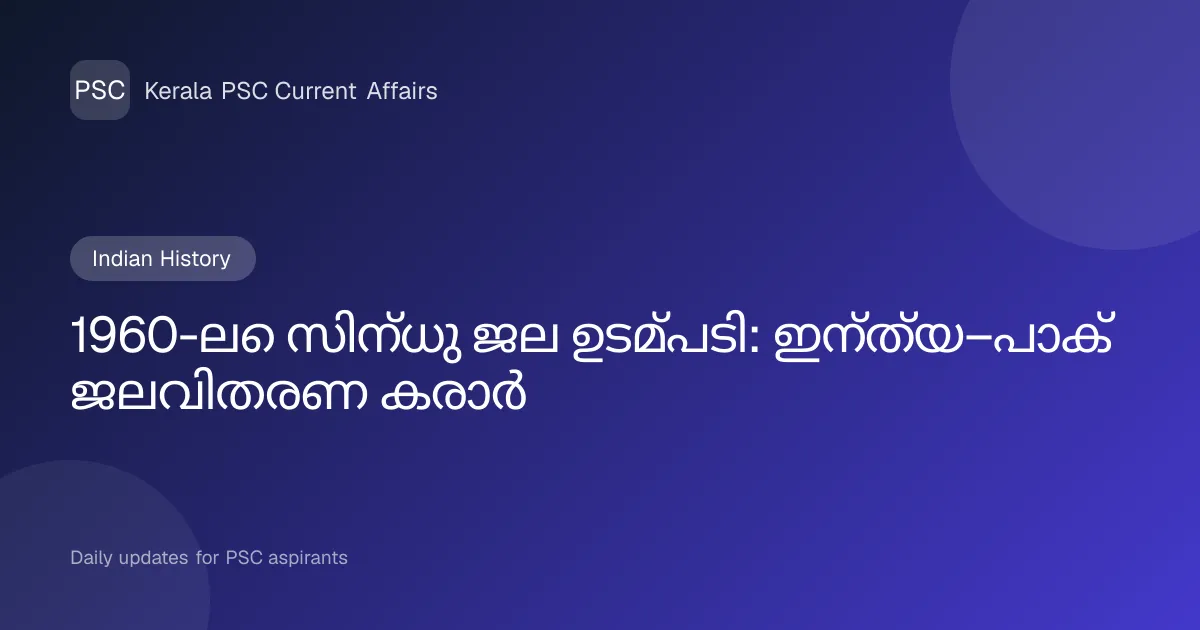 PSC Kerala PSC Current Affairs
Indian History
1960-ലെ സിന്ധു ജല ഉടമ്പടി: ഇന്ത്യ–പാക്
ജലവിതരണ കരാർ
Daily updates for PSC aspirants